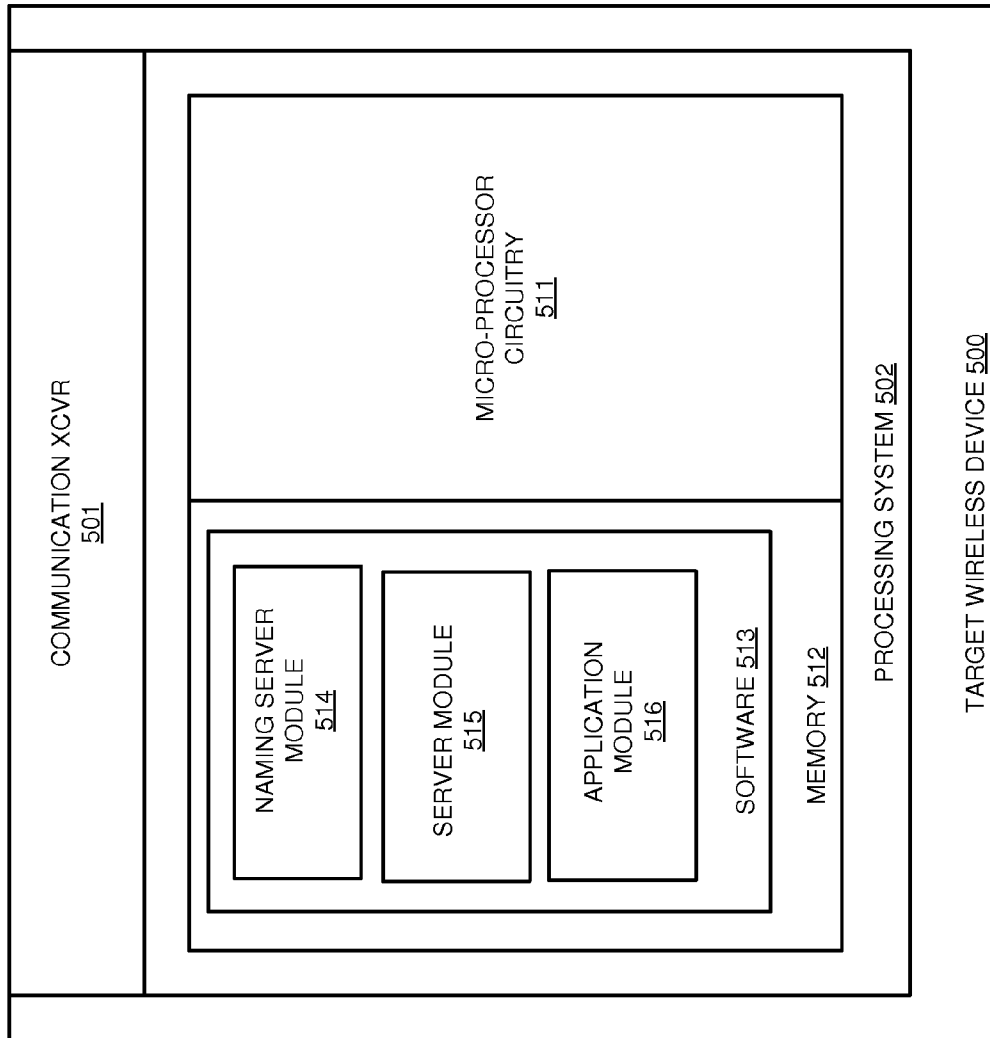 COMMUNICATION XCVR
501
NAMING SERVER
MODULE
514
SERVER MODULE
515
APPLICATION
MODULE
516
SOFTWARE 513
MEMORY 512
MICRO-PROCESSOR
CIRCUITRY
511
PROCESSING SYSTEM 502
TARGET WIRELESS DEVICE 500